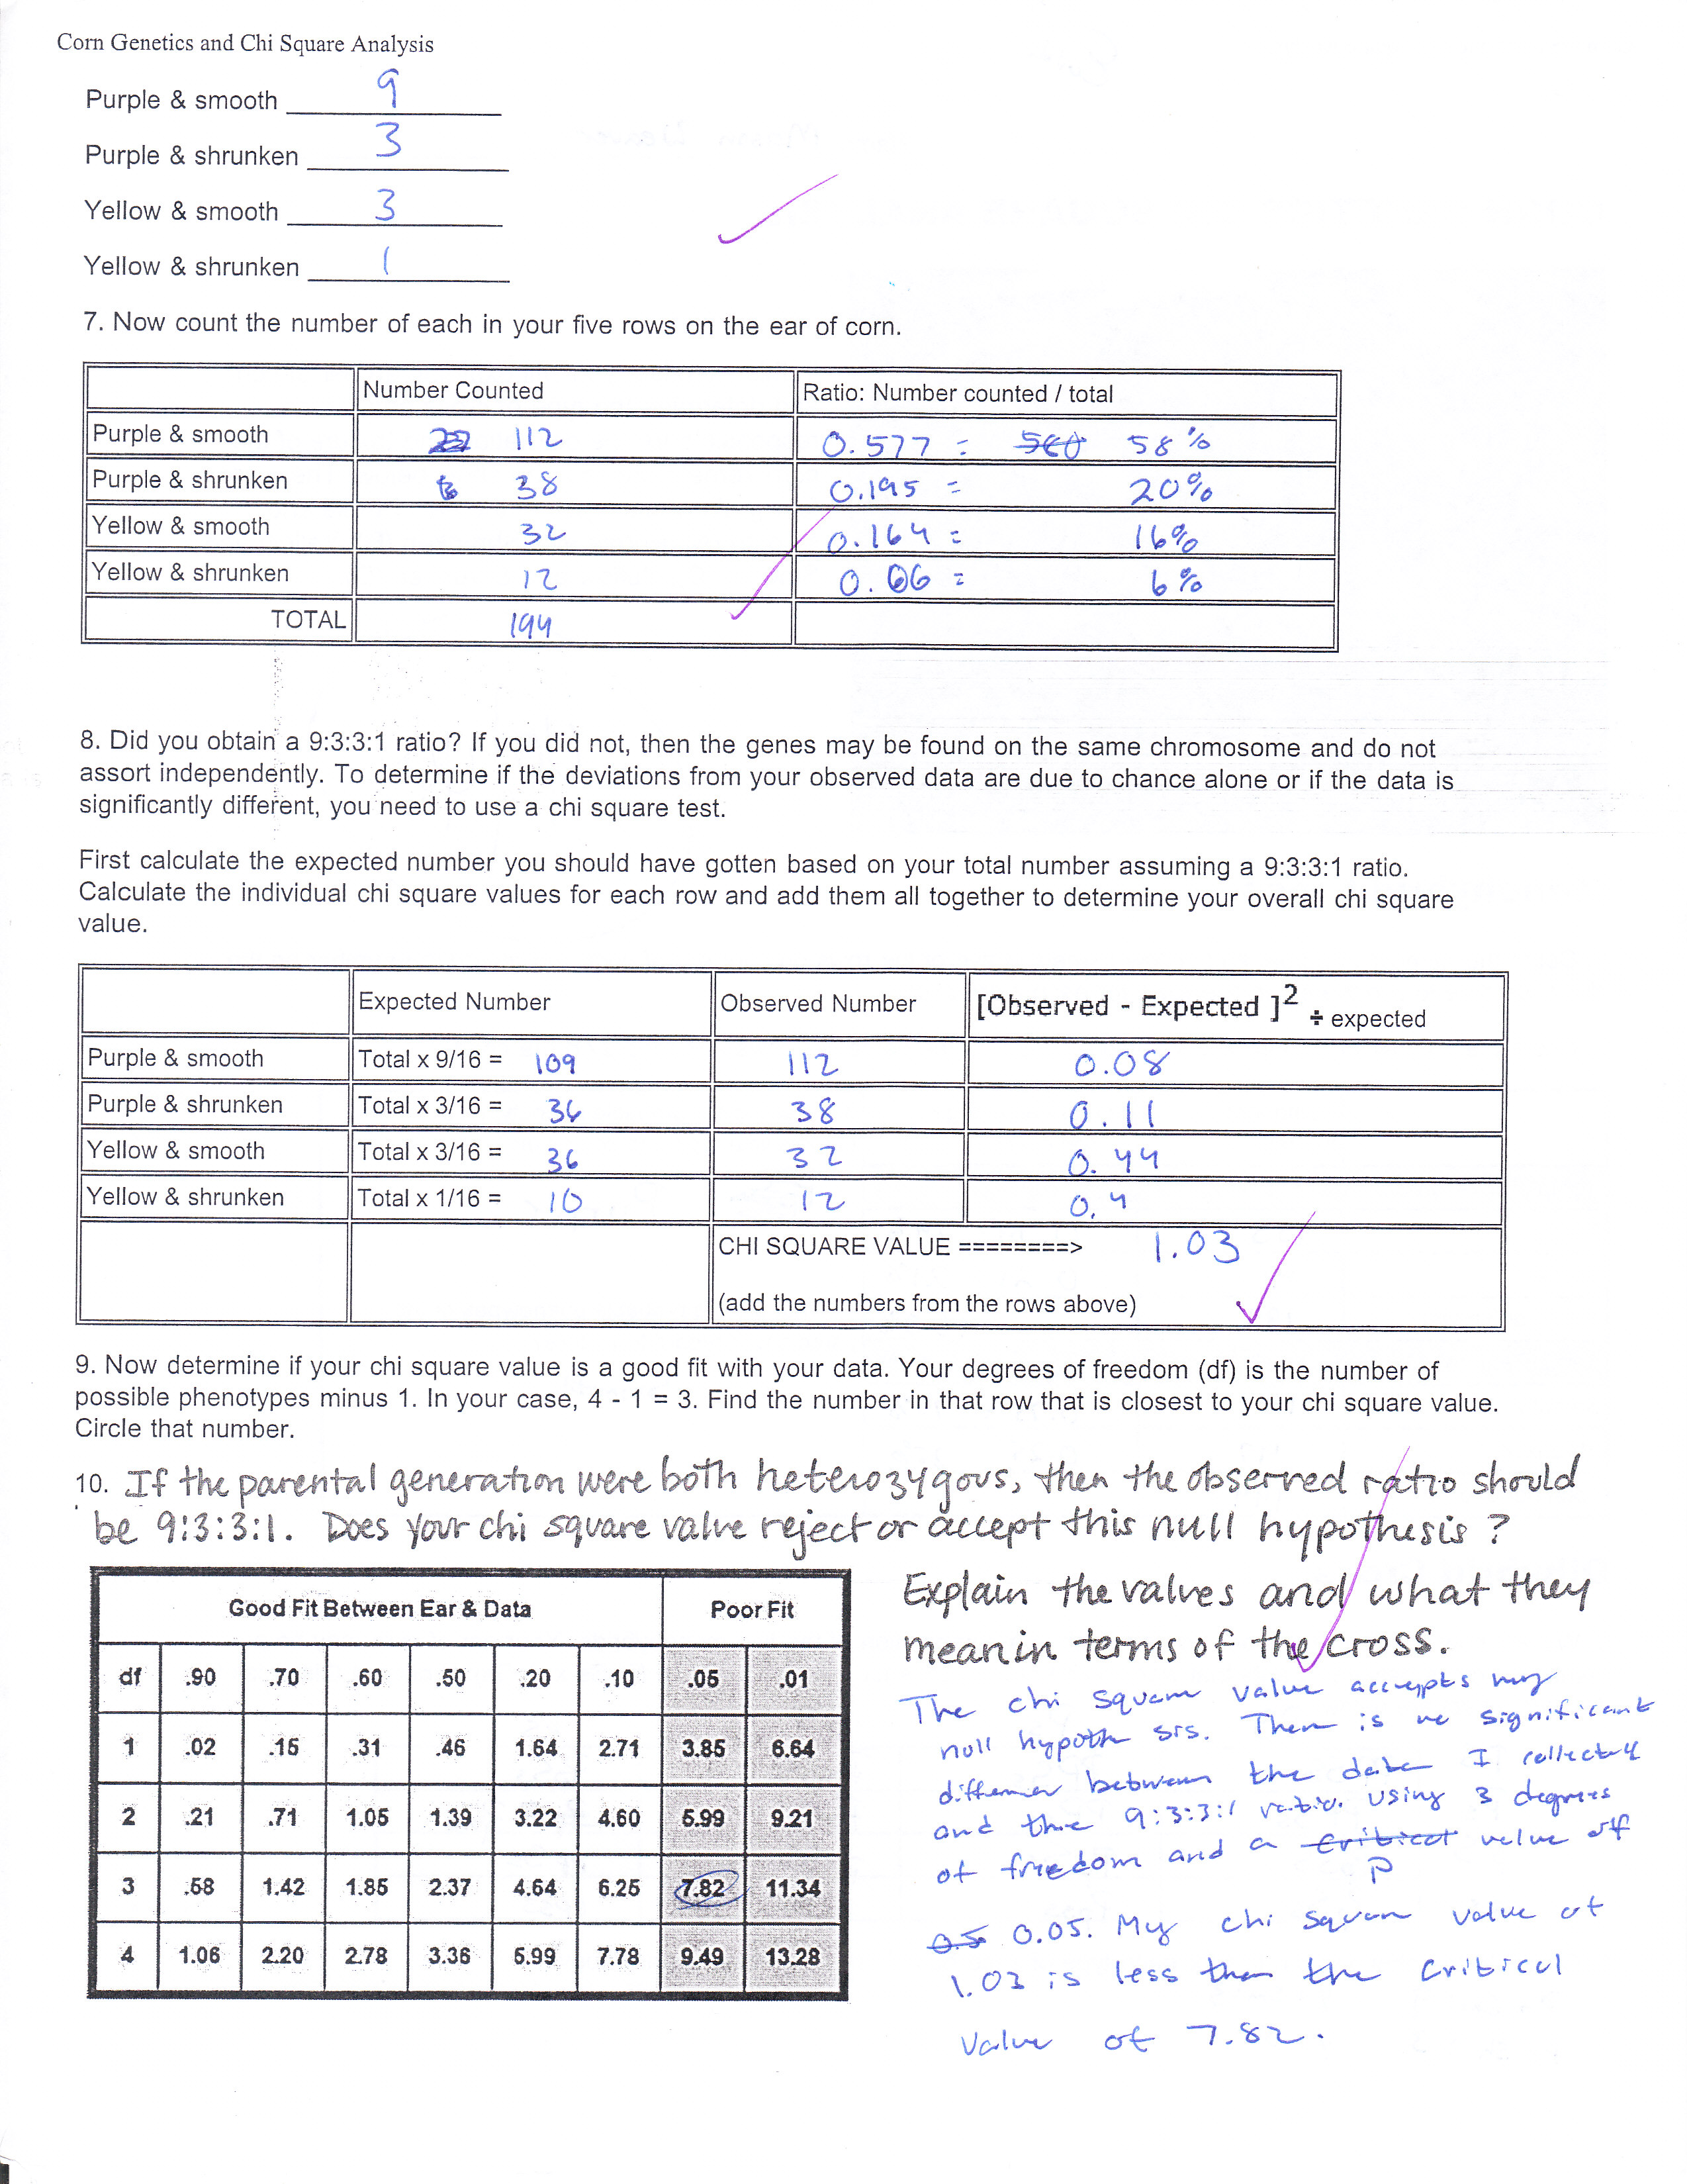 Corn Genetics and Chi Square Analysis
Purple & smooth 9
Purple & shrunken 3
Yellow & smooth 3
Yellow & shrunken 1
7. Now count the number of each in your five rows on the ear of corn.
Number Counted Ratio: Number counted / total
Purple & smooth 112 0.577 = 58%
Purple & shrunken 38 0.195 = 20%
Yellow & smooth 32 0.164 = 16%
Yellow & shrunken 12 0.06 = 6%
TOTAL 194
8. Did you obtain a 9:3:3:1 ratio? If you did not, then the genes may be found on the same chromosome and do not
assort independently. To determine if the deviations from your observed data are due to chance alone or if the data is
significantly different, you need to use a chi square test.
First calculate the expected number you should have gotten based on your total number assuming a 9:3:3:1 ratio.
Calculate the individual chi square values for each row and add them all together to determine your overall chi square
value.
Expected Number Observed Number [Observed - Expected ]² ÷ expected
Purple & smooth Total x 9/16 = 109 112 0.08
Purple & shrunken Total x 3/16 = 36 38 0.11
Yellow & smooth Total x 3/16 = 36 32 0.44
Yellow & shrunken Total x 1/16 = 10 12 0.4
CHI SQUARE VALUE ========> 1.03
(add the numbers from the rows above)
9. Now determine if your chi square value is a good fit with your data. Your degrees of freedom (df) is the number of
possible phenotypes minus 1. In your case, 4 - 1 = 3. Find the number in that row that is closest to your chi square value.
Circle that number.
10. If the parental generation were both heterozygous, then the observed ratio should
be 9:3:3:1. Does your chi square value reject or accept this null hypothesis?
Explain the values and what they
mean in terms of the cross.
Good Fit Between Ear & Data Poor Fit
df .90 .70 .60 .50 .20 .10 .05 .01
1 .02 .15 .31 .46 1.64 2.71 3.85 6.64
2 .21 .71 1.05 1.39 3.22 4.60 5.99 9.21
3 .58 1.42 1.85 2.37 4.64 6.25 7.82 11.34
4 1.06 2.20 2.78 3.36 5.99 7.78 9.49 13.28
The chi square value accepts my
null hypothesis. There is no significant
difference between the data I collected
and the 9:3:3:1 ratio. using 3 degrees
of freedom and a critical P value of
0.5 0.05. My chi square value of
1.03 is less than the critical
value of 7.82.